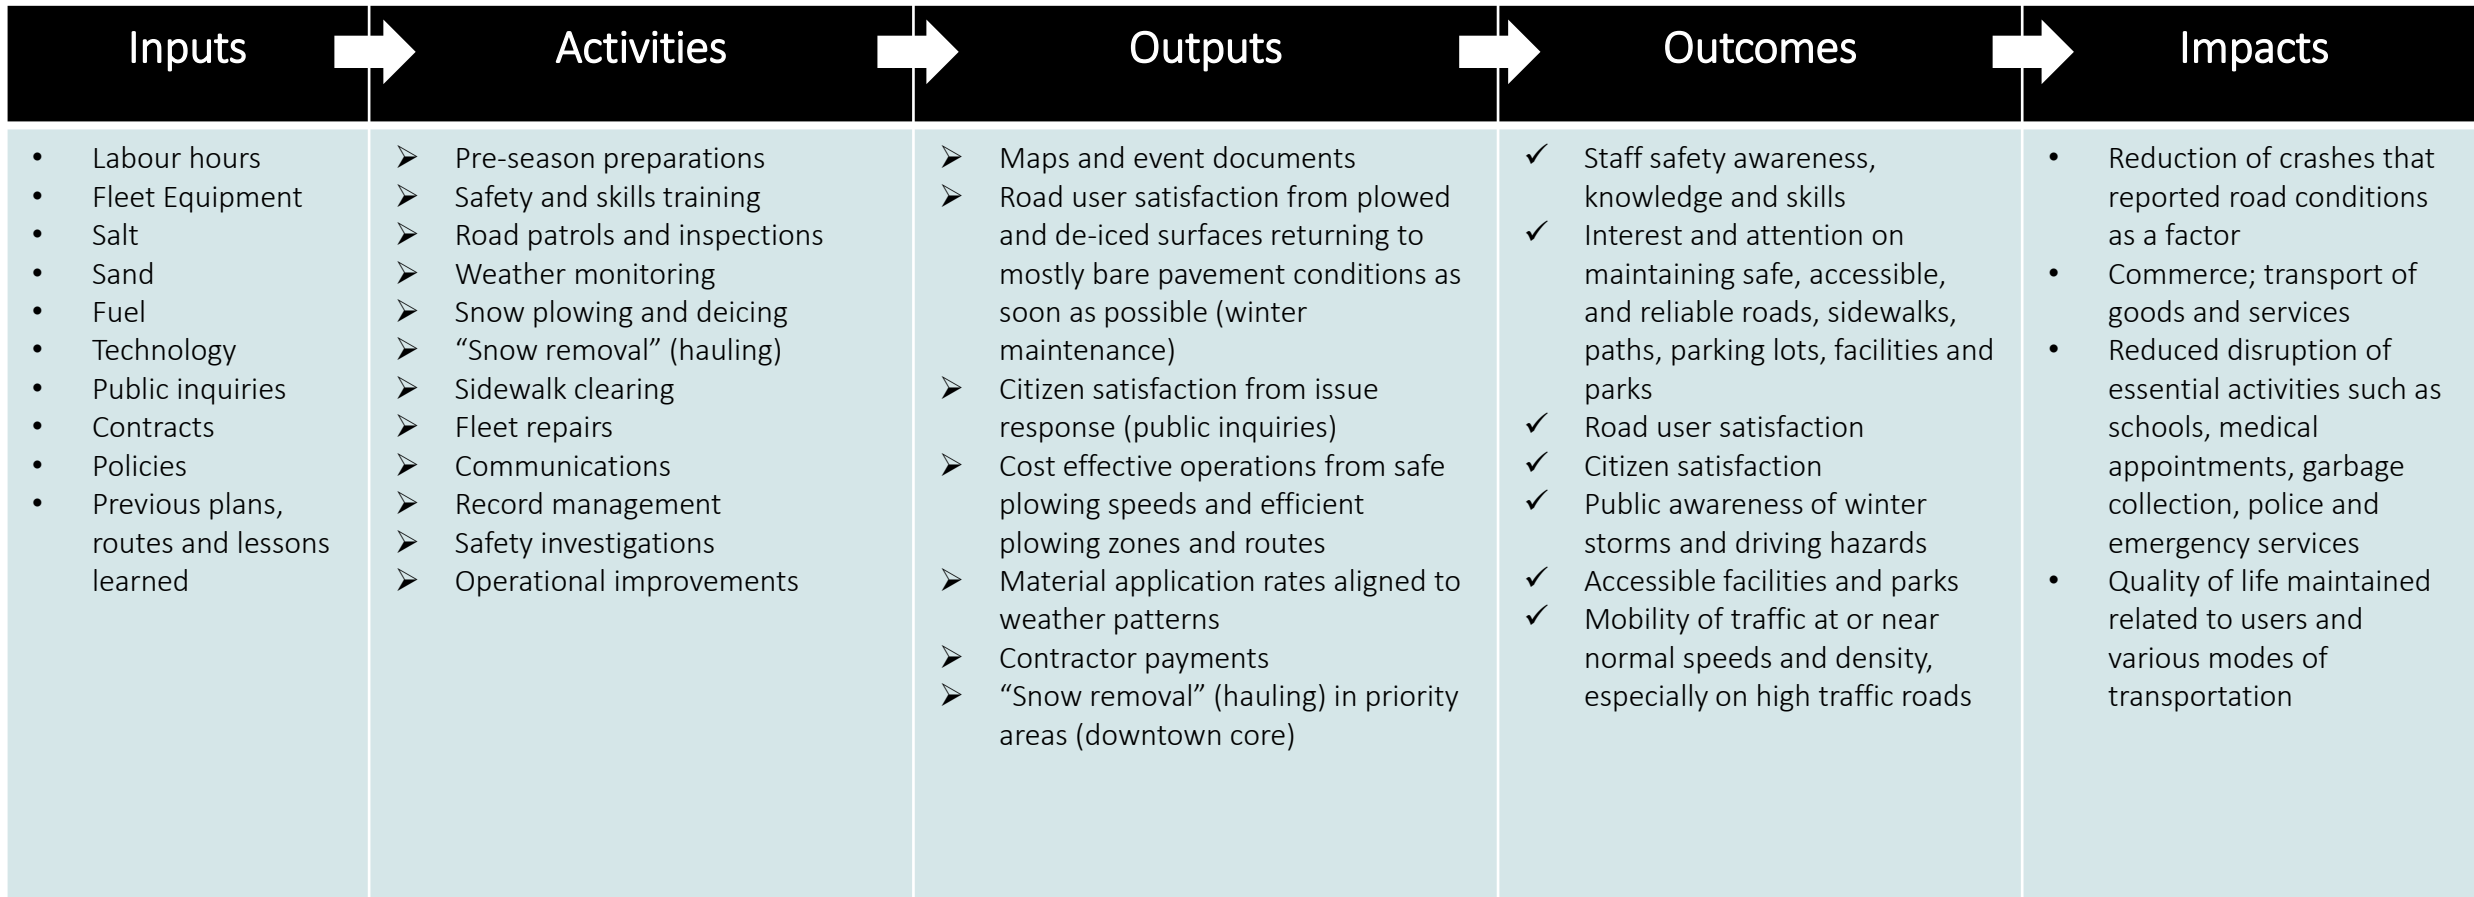 Inputs
Activities
Outputs
Outcomes
Impacts
• Labour hours
• Fleet Equipment
• Salt
• Sand
• Fuel
• Technology
• Public inquiries
• Contracts
• Policies
• Previous plans,
routes and lessons
learned
➢ Pre-season preparations
➢ Safety and skills training
➢ Road patrols and inspections
➢ Weather monitoring
➢ Snow plowing and deicing
➢ “Snow removal” (hauling)
➢ Sidewalk clearing
➢ Fleet repairs
➢ Communications
➢ Record management
➢ Safety investigations
➢ Operational improvements
➢ Maps and event documents
➢ Road user satisfaction from plowed
and de-iced surfaces returning to
mostly bare pavement conditions as
soon as possible (winter
maintenance)
➢ Citizen satisfaction from issue
response (public inquiries)
➢ Cost effective operations from safe
plowing speeds and efficient
plowing zones and routes
➢ Material application rates aligned to
weather patterns
➢ Contractor payments
➢ “Snow removal” (hauling) in priority
areas (downtown core)
✓ Staff safety awareness,
knowledge and skills
✓ Interest and attention on
maintaining safe, accessible,
and reliable roads, sidewalks,
paths, parking lots, facilities and
parks
✓ Road user satisfaction
✓ Citizen satisfaction
✓ Public awareness of winter
storms and driving hazards
✓ Accessible facilities and parks
✓ Mobility of traffic at or near
normal speeds and density,
especially on high traffic roads
• Reduction of crashes that
reported road conditions
as a factor
• Commerce; transport of
goods and services
• Reduced disruption of
essential activities such as
schools, medical
appointments, garbage
collection, police and
emergency services
• Quality of life maintained
related to users and
various modes of
transportation